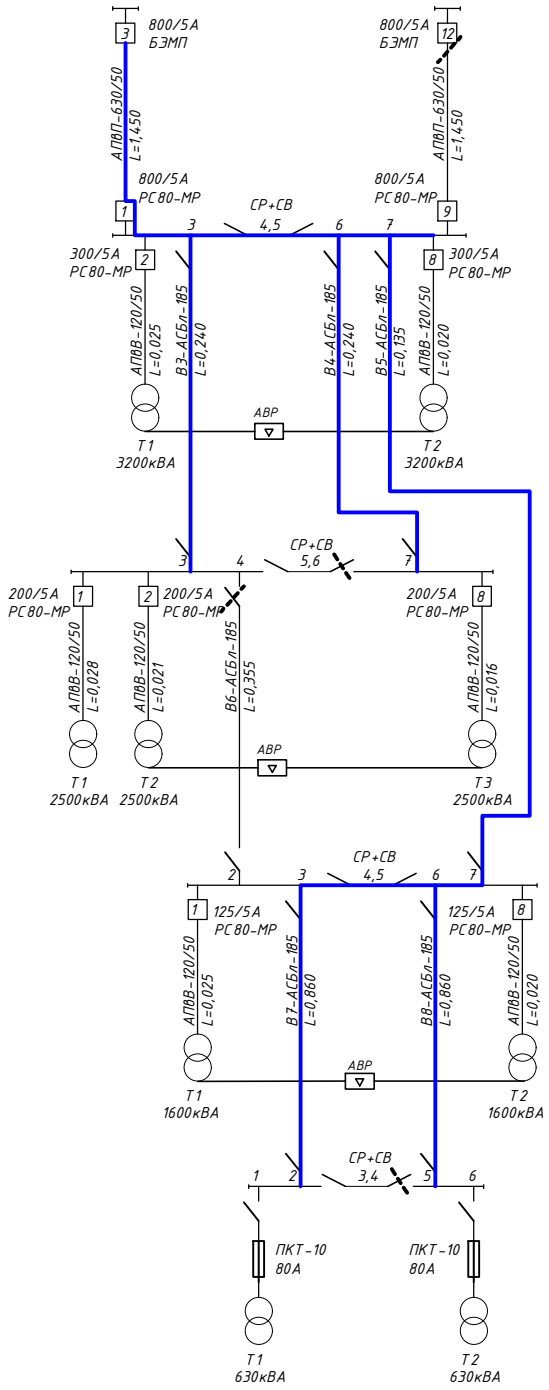 800/5А
БЭМП
3
800/5А
БЭМП
12
АПвП-630/50
L=1,450
АПвП-630/50
L=1,450
800/5А
РС80-МР
1
800/5А
РС80-МР
9
СР+СВ
3
4,5
6
7
300/5А
РС80-МР
2
8
300/5А
РС80-МР
АПвВ-120/50
L=0,025
В3-АСБл-185
L=0,240
В4-АСБл-185
L=0,240
В5-АСБл-185
L=0,135
АПвВ-120/50
L=0,020
АВР
Т1
3200кВА
Т2
3200кВА
СР+СВ
3
4
5,6
7
200/5А
РС80-МР
1
2
200/5А
РС80-МР
200/5А
РС80-МР
8
АПвВ-120/50
L=0,028
АПвВ-120/50
L=0,021
В6-АСБл-185
L=0,355
АПвВ-120/50
L=0,016
АВР
Т1
2500кВА
Т2
2500кВА
Т3
2500кВА
СР+СВ
2
3
4,5
6
7
1
125/5А
РС80-МР
125/5А
РС80-МР
8
АПвВ-120/50
L=0,025
В7-АСБл-185
L=0,860
В8-АСБл-185
L=0,860
АПвВ-120/50
L=0,020
АВР
Т1
1600кВА
Т2
1600кВА
СР+СВ
1
2
3,4
5
6
ПКТ-10
80А
ПКТ-10
80А
Т1
630кВА
Т2
630кВА